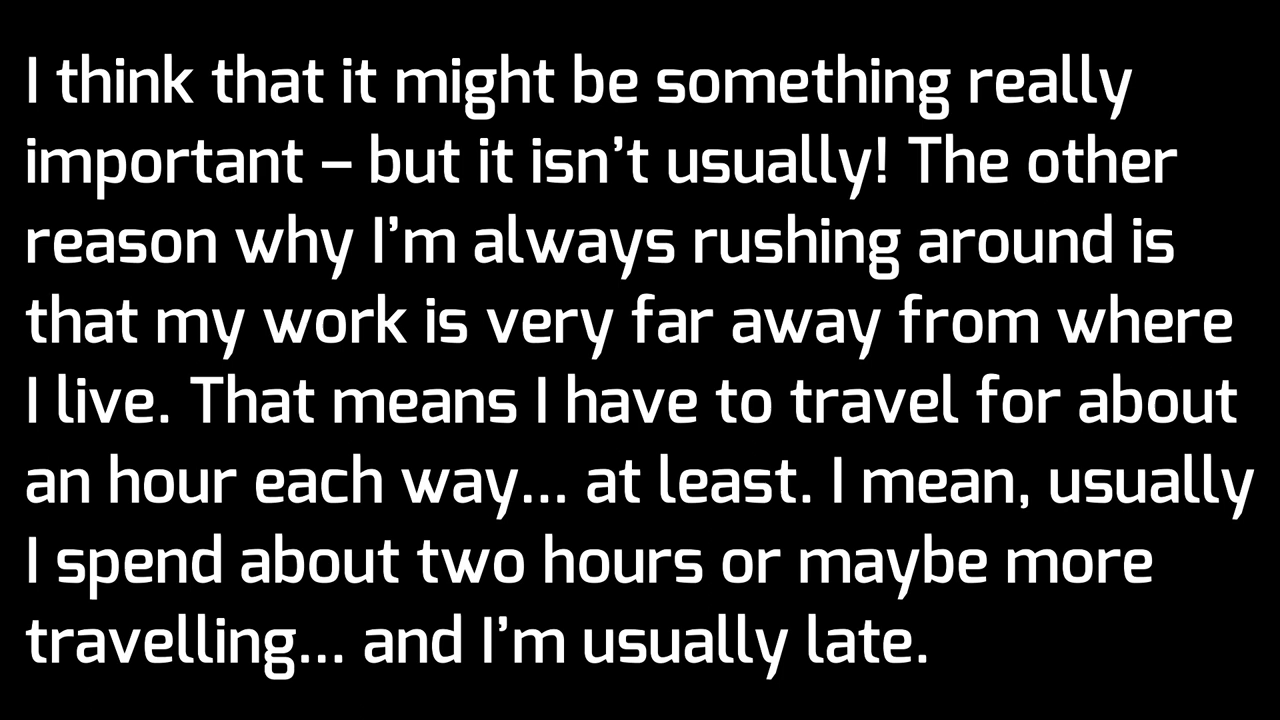 I think that it might be something really
important – but it isn’t usually! The other
reason why I’m always rushing around is
that my work is very far away from where
I live. That means I have to travel for about
an hour each way... at least. I mean, usually
I spend about two hours or maybe more
travelling... and I’m usually late.